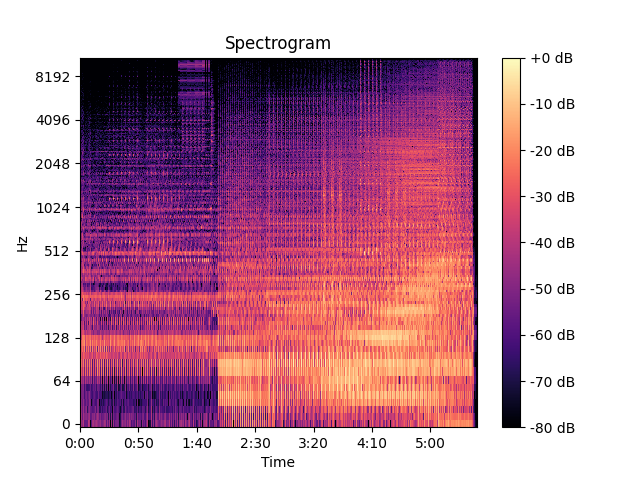 Spectrogram
Hz
8192
4096
2048
1024
512
256
128
64
0
0:00 0:50 1:40 2:30 3:20 4:10 5:00
Time
+0 dB
-10 dB
-20 dB
-30 dB
-40 dB
-50 dB
-60 dB
-70 dB
-80 dB